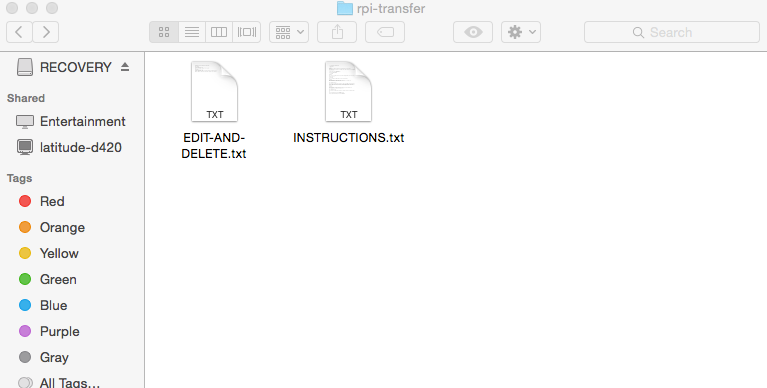 rpi-transfer
Search
RECOVERY
Shared
Entertainment
latitude-d420
Tags
Red
Orange
Yellow
Green
Blue
Purple
Gray
All Tags...
TXT
EDIT-AND-
DELETE.txt
TXT
INSTRUCTIONS.txt